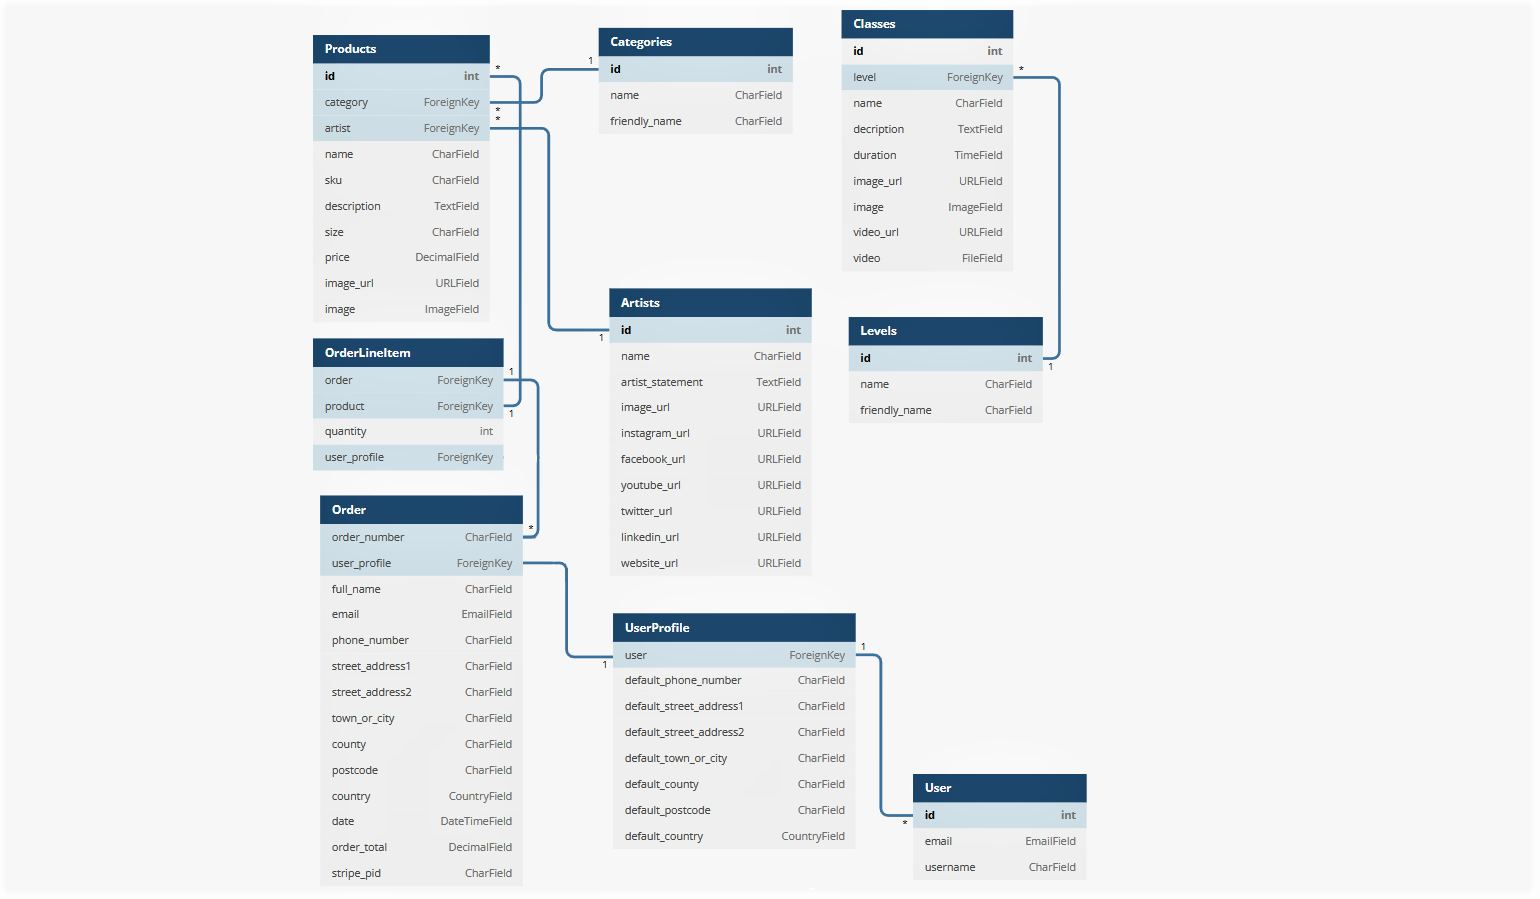 Products
id int
category ForeignKey
artist ForeignKey
name CharField
sku CharField
description TextField
size CharField
price DecimalField
image_url URLField
image ImageField
*
*
*
Categories
1
id int
name CharField
friendly_name CharField
Classes
id int
level ForeignKey
*
name CharField
decription TextField
duration TimeField
image_url URLField
image ImageField
video_url URLField
video FileField
OrderLineItem
order ForeignKey
1
product ForeignKey
1
quantity int
user_profile ForeignKey
Artists
id int
1
name CharField
artist_statement TextField
image_url URLField
instagram_url URLField
facebook_url URLField
youtube_url URLField
twitter_url URLField
linkedin_url URLField
website_url URLField
Levels
id int
1
name CharField
friendly_name CharField
Order
order_number CharField
*
user_profile ForeignKey
full_name CharField
email EmailField
phone_number CharField
street_address1 CharField
street_address2 CharField
town_or_city CharField
county CharField
postcode CharField
country CountryField
date DateTimeField
order_total DecimalField
stripe_pid CharField
UserProfile
user ForeignKey
1
1
default_phone_number CharField
default_street_address1 CharField
default_street_address2 CharField
default_town_or_city CharField
default_county CharField
default_postcode CharField
default_country CountryField
User
id int
*
email EmailField
username CharField